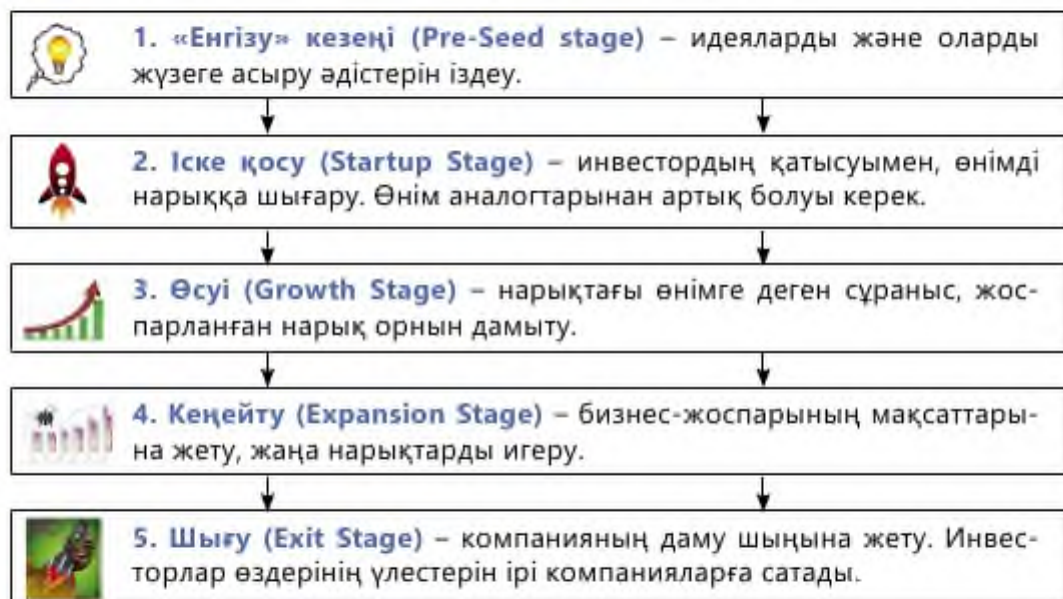 1. «Енгізу» кезеңі (Pre-Seed stage) – идеяларды және оларды
жүзеге асыру әдістерін іздеу.
2. Іске қосу (Startup Stage) – инвестордың қатысуымен, өнімді
нарыққа шығару. Өнім аналогтарынан артық болуы керек.
3. Өсуі (Growth Stage) – нарықтағы өнімге деген сұраныс, жос-
парланған нарық орнын дамыту.
4. Кеңейту (Expansion Stage) – бизнес-жоспарының мақсаттары-
на жету, жаңа нарықтарды игеру.
5. Шығу (Exit Stage) – компанияның даму шыңына жету. Инвес-
торлар өздерінің үлестерін ірі компанияларға сатады.